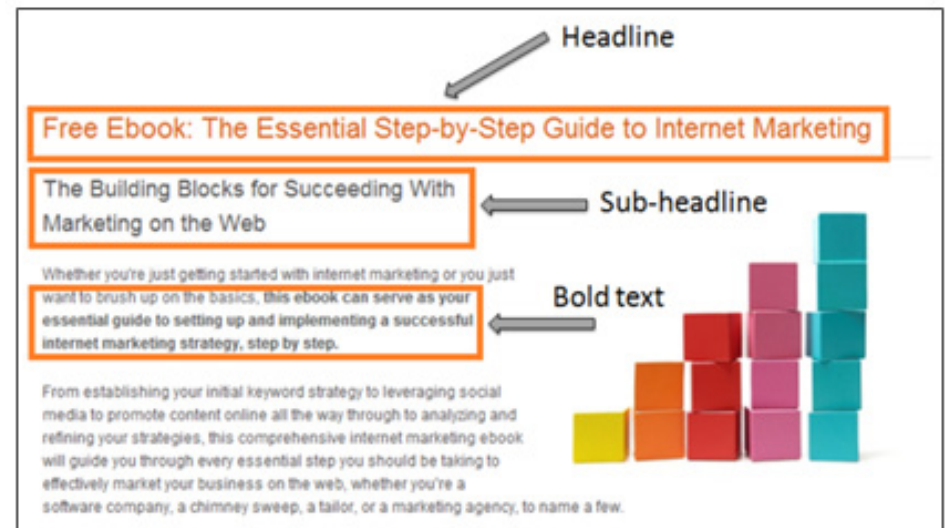 Headline
Free Ebook: The Essential Step-by-Step Guide to Internet Marketing
The Building Blocks for Succeeding With
Marketing on the Web
Sub-headline
Whether you're just getting started with internet marketing or you just
want to brush up on the basics, this ebook can serve as your
essential guide to setting up and implementing a successful
internet marketing strategy, step by step.
Bold text
From establishing your initial keyword strategy to leveraging social
media to promote content online all the way through to analyzing and
refining your strategies, this comprehensive internet marketing ebook
will guide you through every essential step you should be taking to
effectively market your business on the web, whether you're a
software company, a chimney sweep, a tailor, or a marketing agency, to name a few.